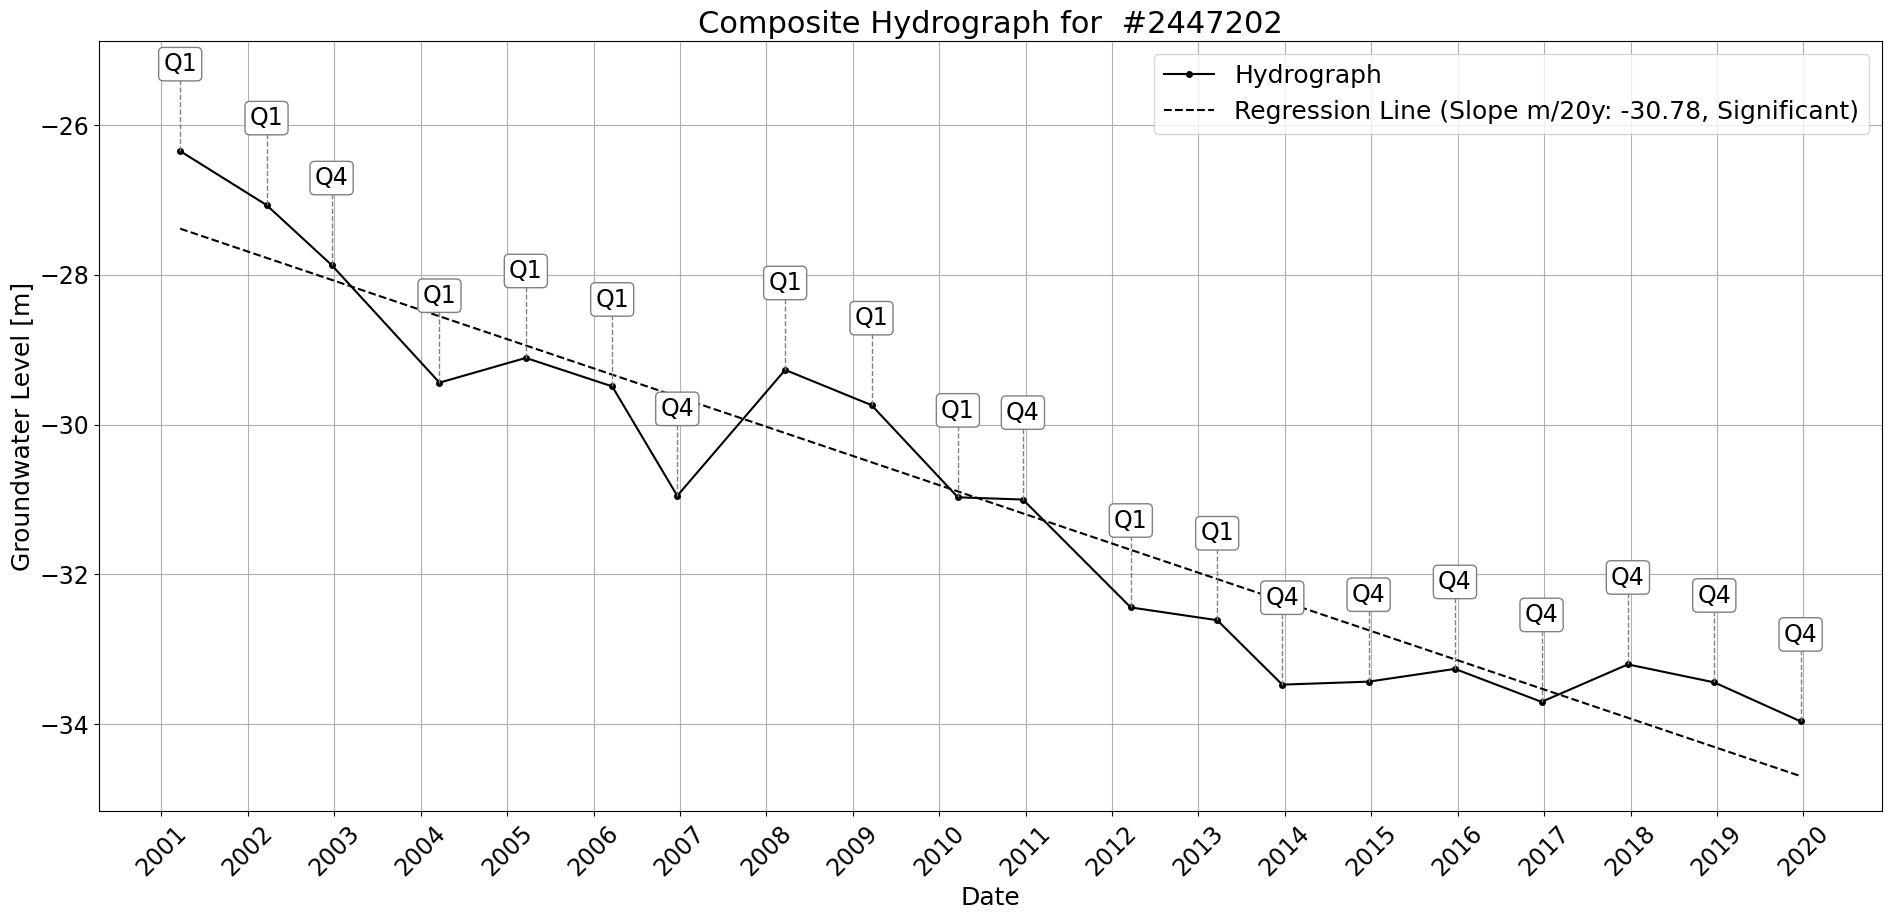 Composite Hydrograph for  #2447202
Hydrograph
Regression Line (Slope m/20y: -30.78, Significant)
Groundwater Level [m]
−26
−28
−30
−32
−34
Q1
Q1
Q4
Q1
Q1
Q1
Q4
Q1
Q1
Q1
Q4
Q1
Q1
Q4
Q4
Q4
Q4
Q4
Q4
Q4
2001
2002
2003
2004
2005
2006
2007
2008
2009
2010
2011
2012
2013
2014
2015
2016
2017
2018
2019
2020
Date